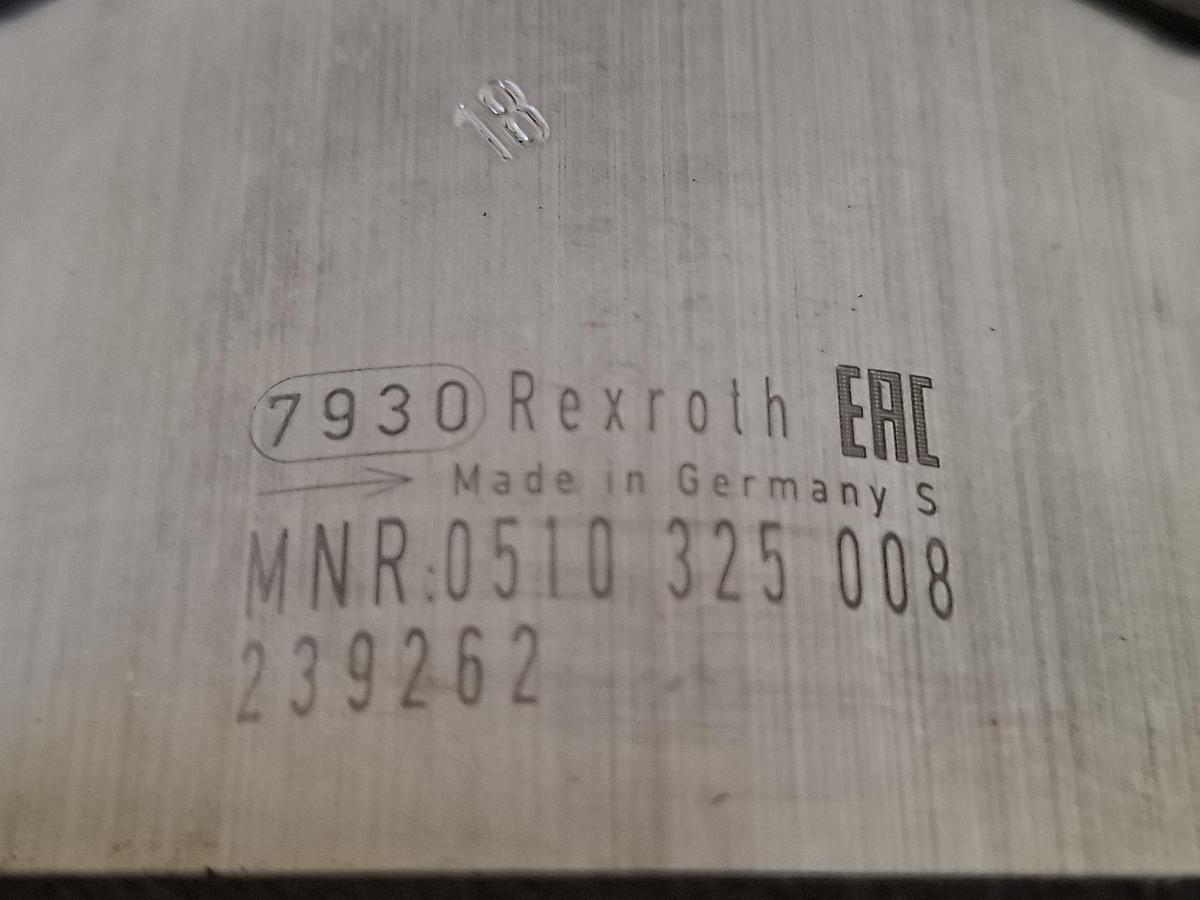 18
7930 Rexroth EAC
Made in Germany S
MNR:0510 325 008
239262